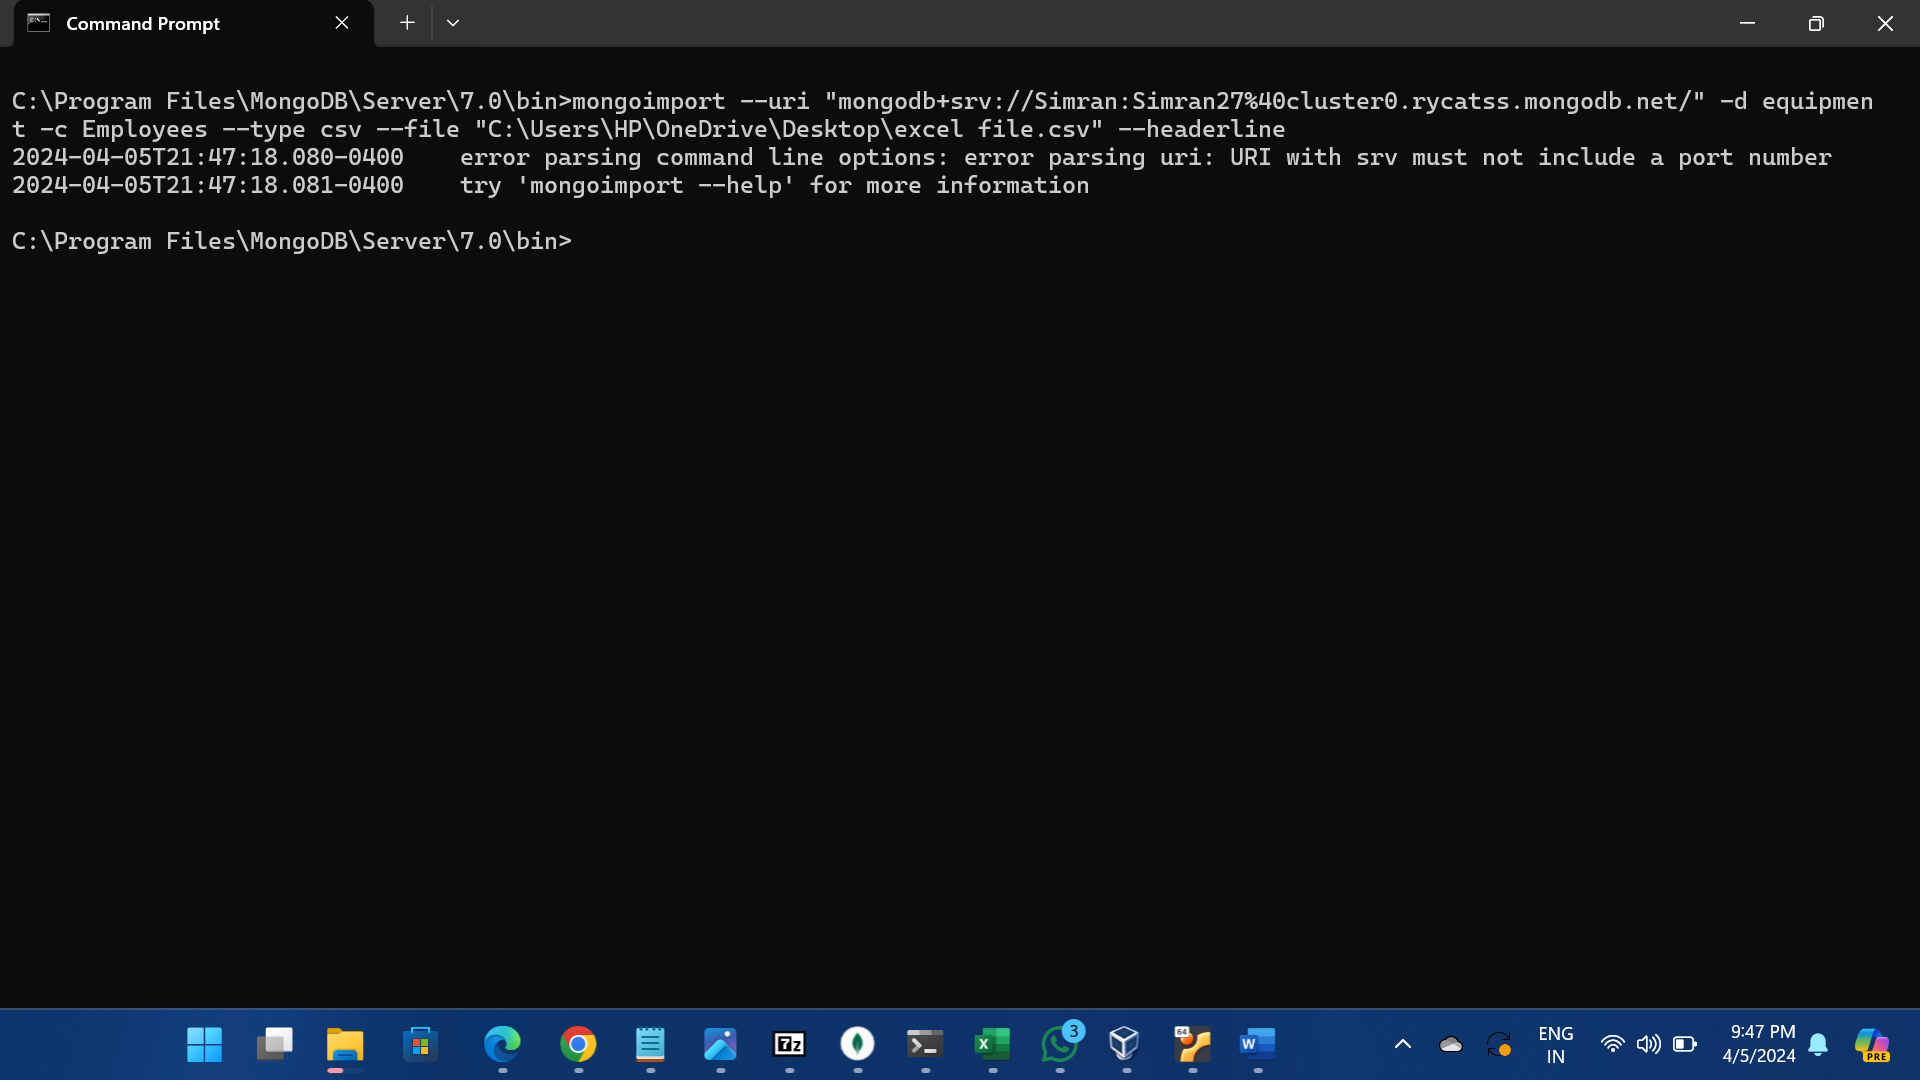 Command Prompt
C:\Program Files\MongoDB\Server\7.0\bin>mongoimport --uri "mongodb+srv://Simran:Simran27%40cluster0.rycatss.mongodb.net/" -d equipmen
t -c Employees --type csv --file "C:\Users\HP\OneDrive\Desktop\excel file.csv" --headerline
2024-04-05T21:47:18.080-0400    error parsing command line options: error parsing uri: URI with srv must not include a port number
2024-04-05T21:47:18.081-0400    try 'mongoimport --help' for more information
C:\Program Files\MongoDB\Server\7.0\bin>
7z
X
3
64
W
ENG
IN
9:47 PM
4/5/2024
PRE